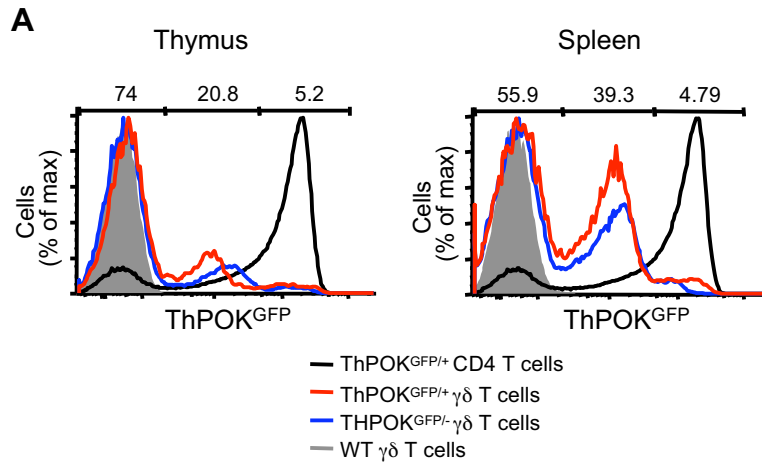 A
Thymus
Spleen
74 20.8 5.2
55.9 39.3 4.79
Cells
(% of max)
Cells
(% of max)
ThPOKGFP
ThPOKGFP
ThPOKGFP/+ CD4 T cells
ThPOKGFP/+ γδ T cells
THPOKGFP/- γδ T cells
WT γδ T cells